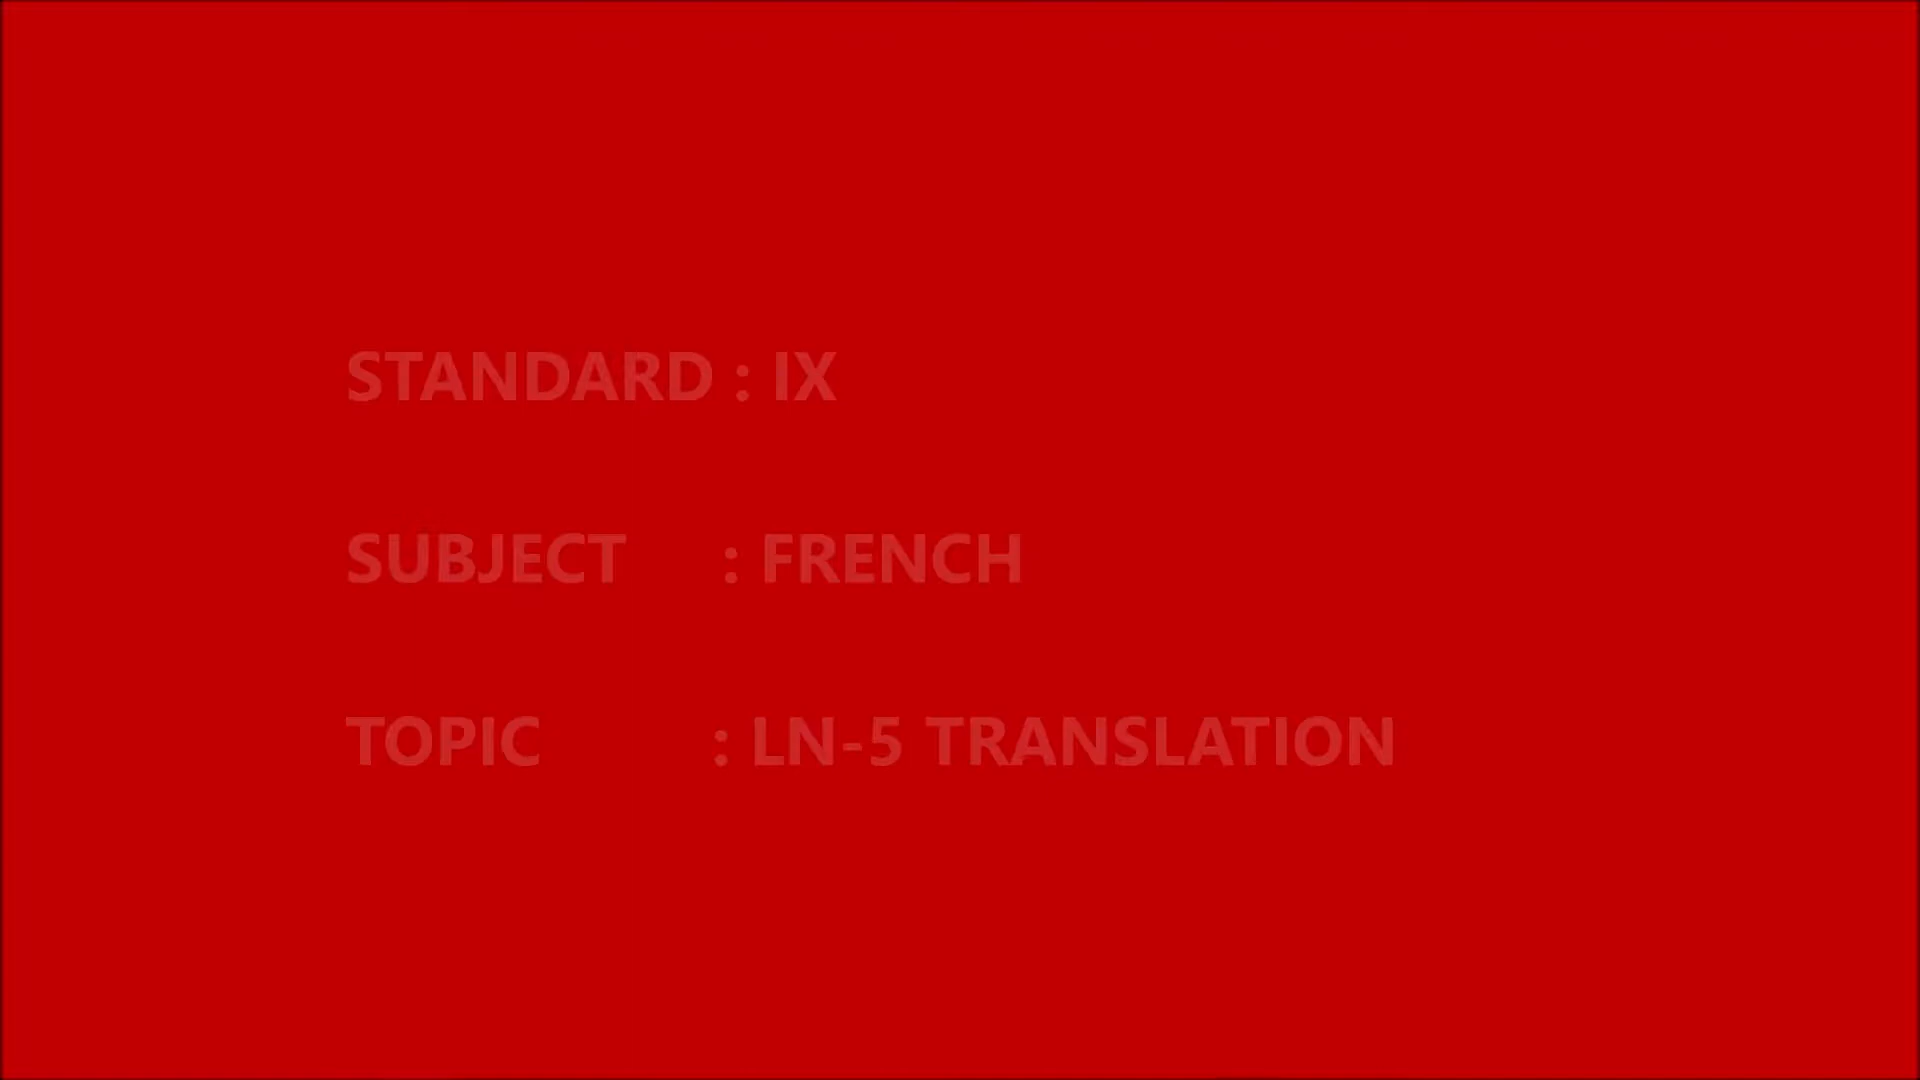 STANDARD : IX
SUBJECT : FRENCH
TOPIC : LN-5 TRANSLATION